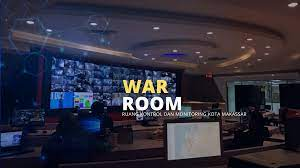 WAR
ROOM
RUANG KONTROL DAN MONITORING KOTA MAKASSAR